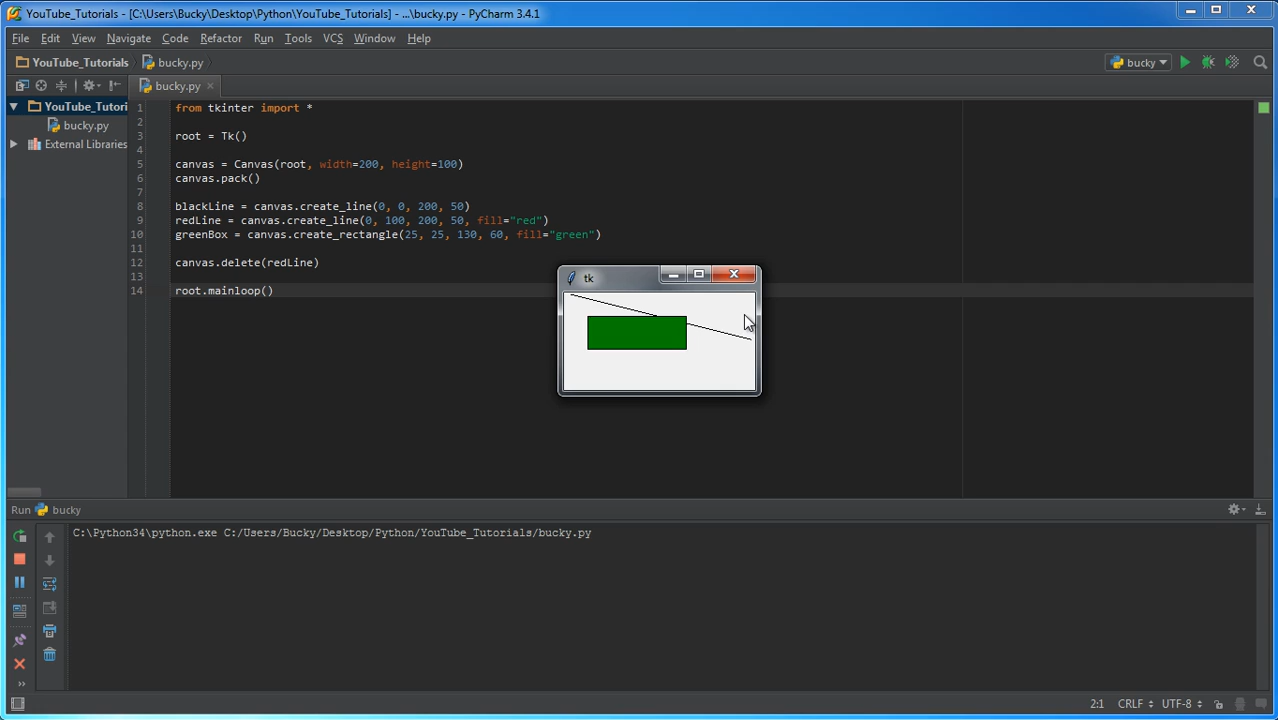 YouTube_Tutorials - [C:\Users\Bucky\Desktop\Python\YouTube_Tutorials] - ...\bucky.py - PyCharm 3.4.1
File Edit View Navigate Code Refactor Run Tools VCS Window Help
YouTube_Tutorials bucky.py bucky
bucky.py
YouTube_Tutori
bucky.py
External Libraries
1 from tkinter import *
2
3 root = Tk()
4
5 canvas = Canvas(root, width=200, height=100)
6 canvas.pack()
7
8 blackLine = canvas.create_line(0, 0, 200, 50)
9 redLine = canvas.create_line(0, 100, 200, 50, fill="red")
10 greenBox = canvas.create_rectangle(25, 25, 130, 60, fill="green")
11
12 canvas.delete(redLine)
13
14 root.mainloop()
tk
Run bucky
C:\Python34\python.exe C:/Users/Bucky/Desktop/Python/YouTube_Tutorials/bucky.py
2:1 CRLF UTF-8